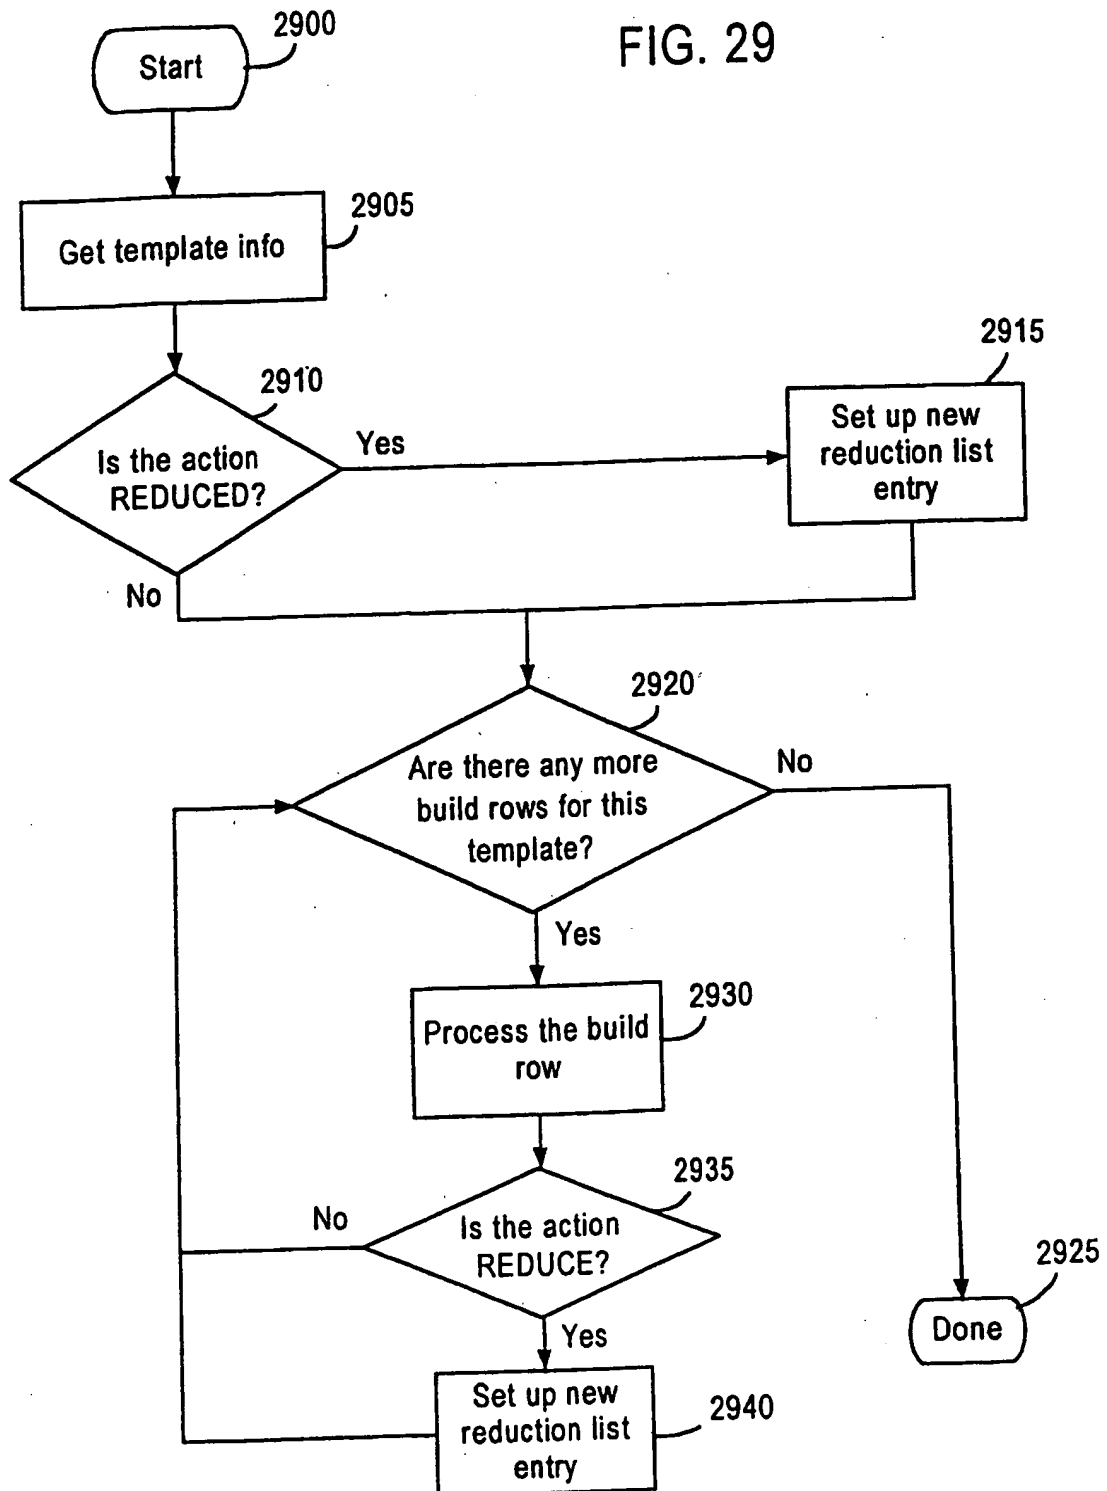 FIG. 29
2900
Start
2905
Get template info
2910
Is the action
REDUCED?
Yes
No
2915
Set up new
reduction list
entry
2920
Are there any more
build rows for this
template?
No
Yes
2930
Process the build
row
2935
Is the action
REDUCE?
No
Yes
2925
Done
2940
Set up new
reduction list
entry